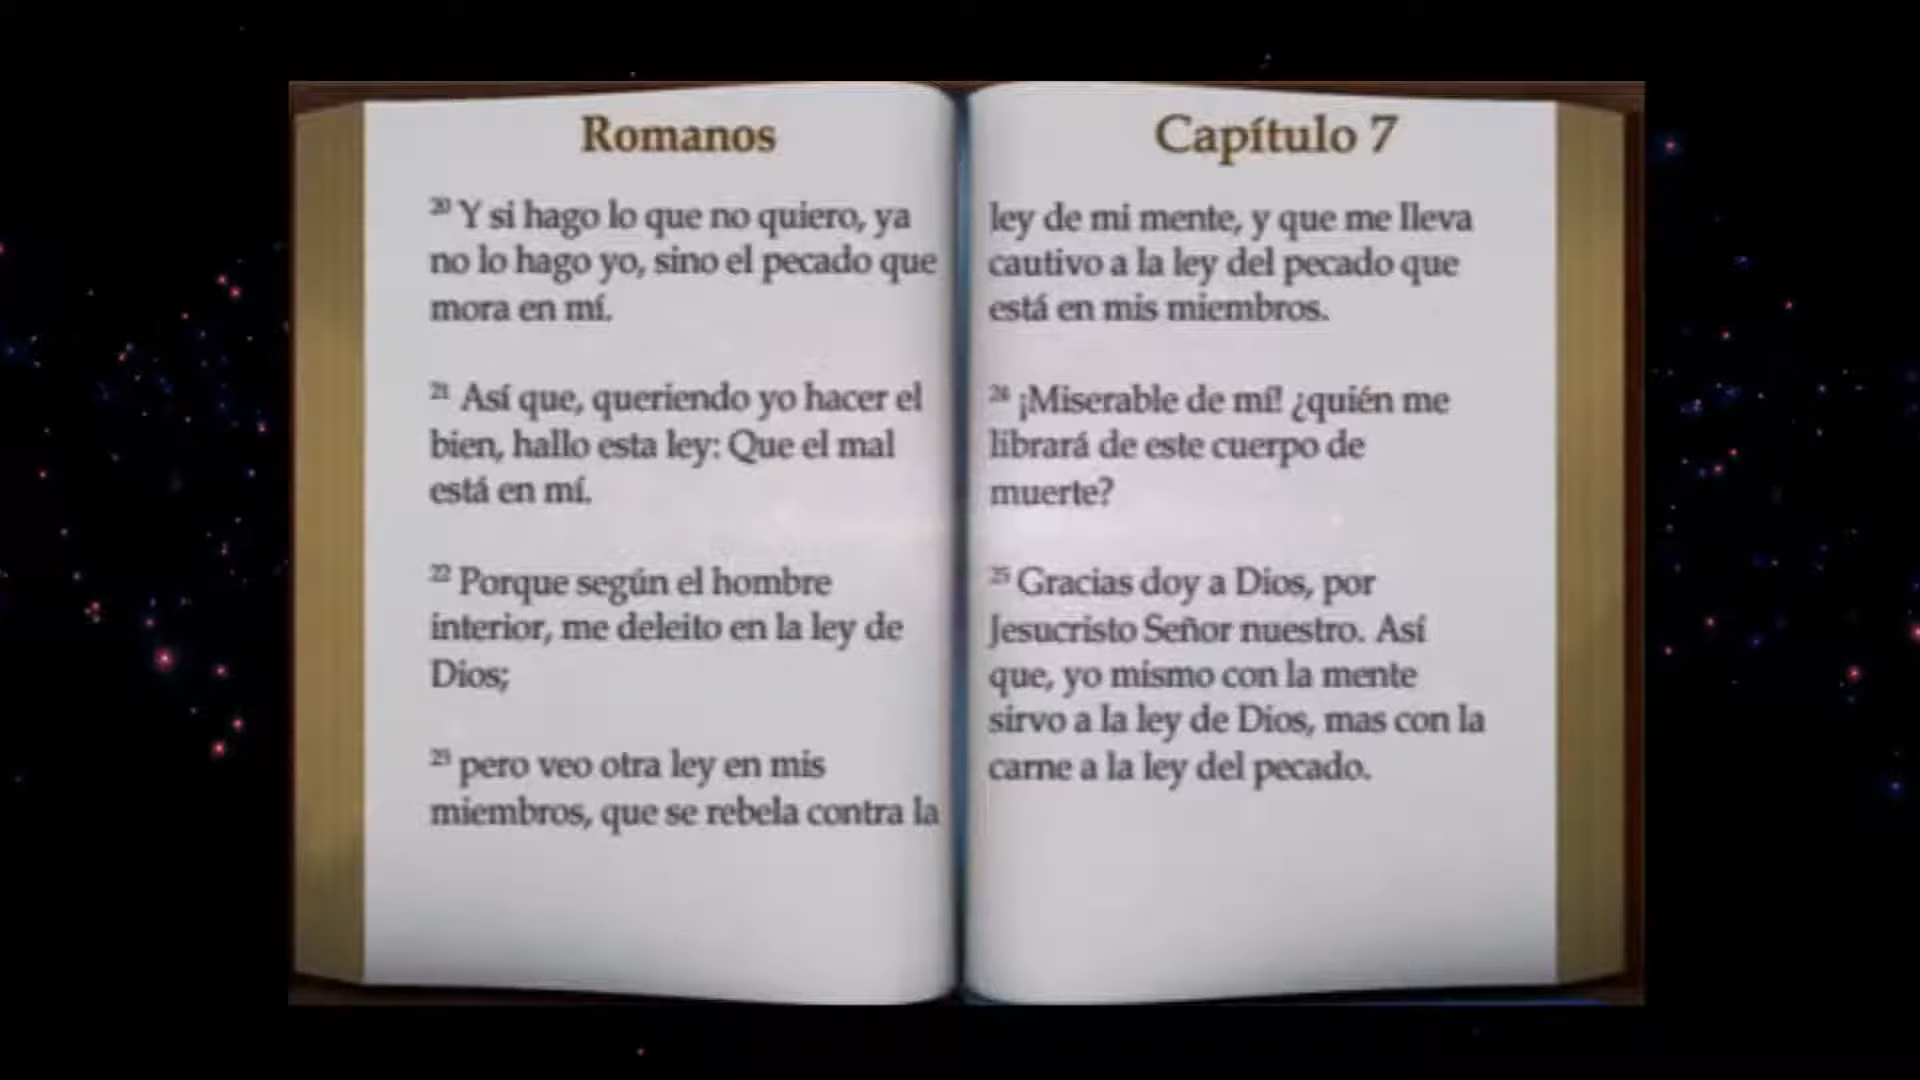 Romanos
20 Y si hago lo que no quiero, ya
no lo hago yo, sino el pecado que
mora en mí.
21 Así que, queriendo yo hacer el
bien, hallo esta ley: Que el mal
está en mí.
22 Porque según el hombre
interior, me deleito en la ley de
Dios;
23 pero veo otra ley en mis
miembros, que se rebela contra la
Capítulo 7
ley de mi mente, y que me lleva
cautivo a la ley del pecado que
está en mis miembros.
24 ¡Miserable de mí! ¿quién me
librará de este cuerpo de
muerte?
25 Gracias doy a Dios, por
Jesucristo Señor nuestro. Así
que, yo mismo con la mente
sirvo a la ley de Dios, mas con la
carne a la ley del pecado.